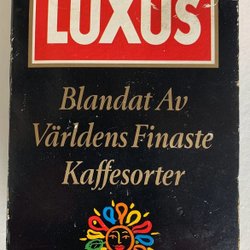 LUXUS
Blandat Av
Världens Finaste
Kaffesorter